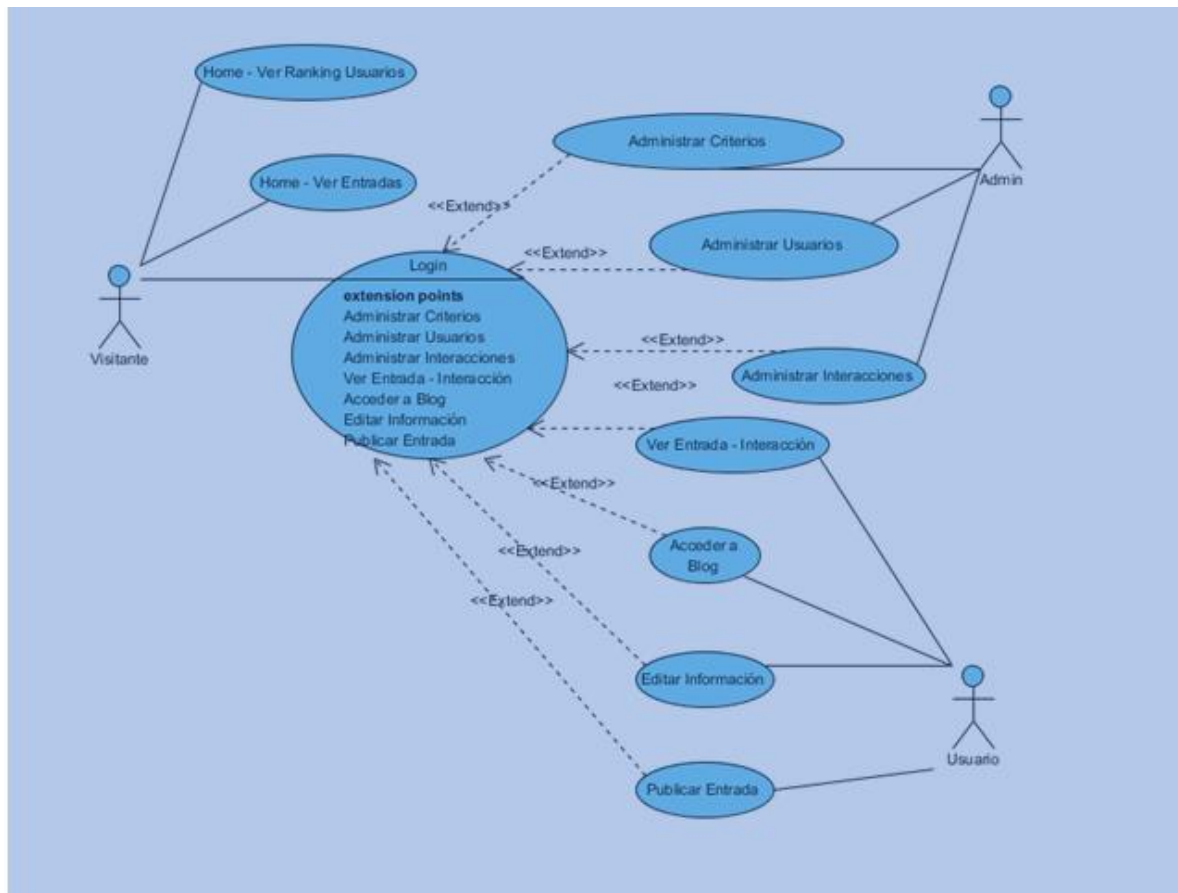 Home - Ver Ranking Usuarios
Administrar Criterios
Admin
Home - Ver Entradas
<<Extend>>
Administrar Usuarios
<<Extend>>
Login
extension points
Administrar Criterios
Administrar Usuarios
Administrar Interacciones
Ver Entrada - Interacción
Acceder a Blog
Editar Información
Publicar Entrada
Visitante
<<Extend>>
Administrar Interacciones
<<Extend>>
Ver Entrada - Interacción
<<Extend>>
Acceder a
Blog
<<Extend>>
<<Extend>>
Editar Información
Usuario
Publicar Entrada